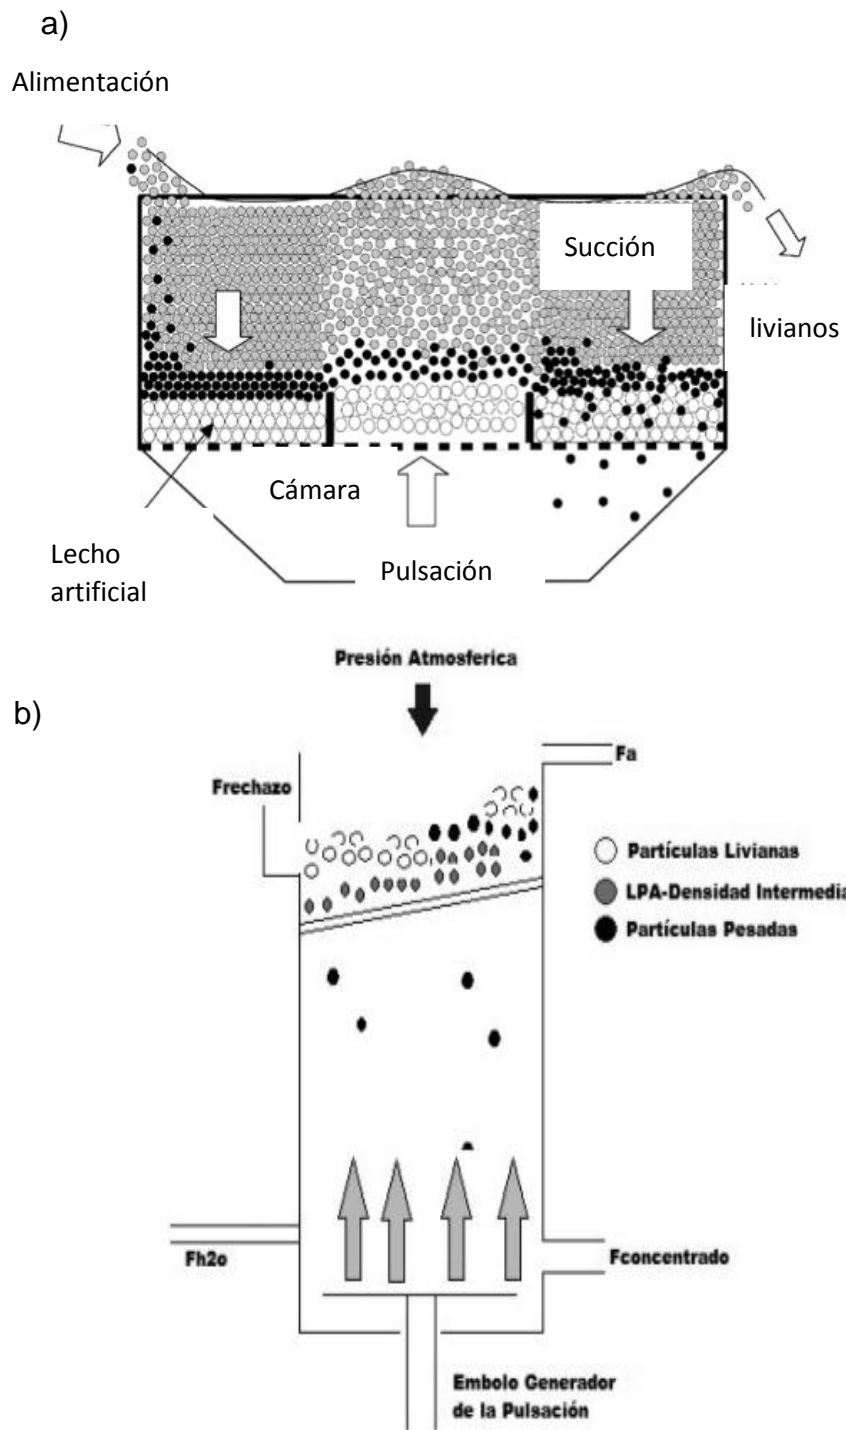 a)
Alimentación
Succión
livianos
Cámara
Lecho
artificial
Pulsación
Presión Atmosferica
b)
Fa
Frechazo
Partículas Livianas
LPA-Densidad Intermedia
Partículas Pesadas
Fh2o
Fconcentrado
Embolo Generador
de la Pulsación